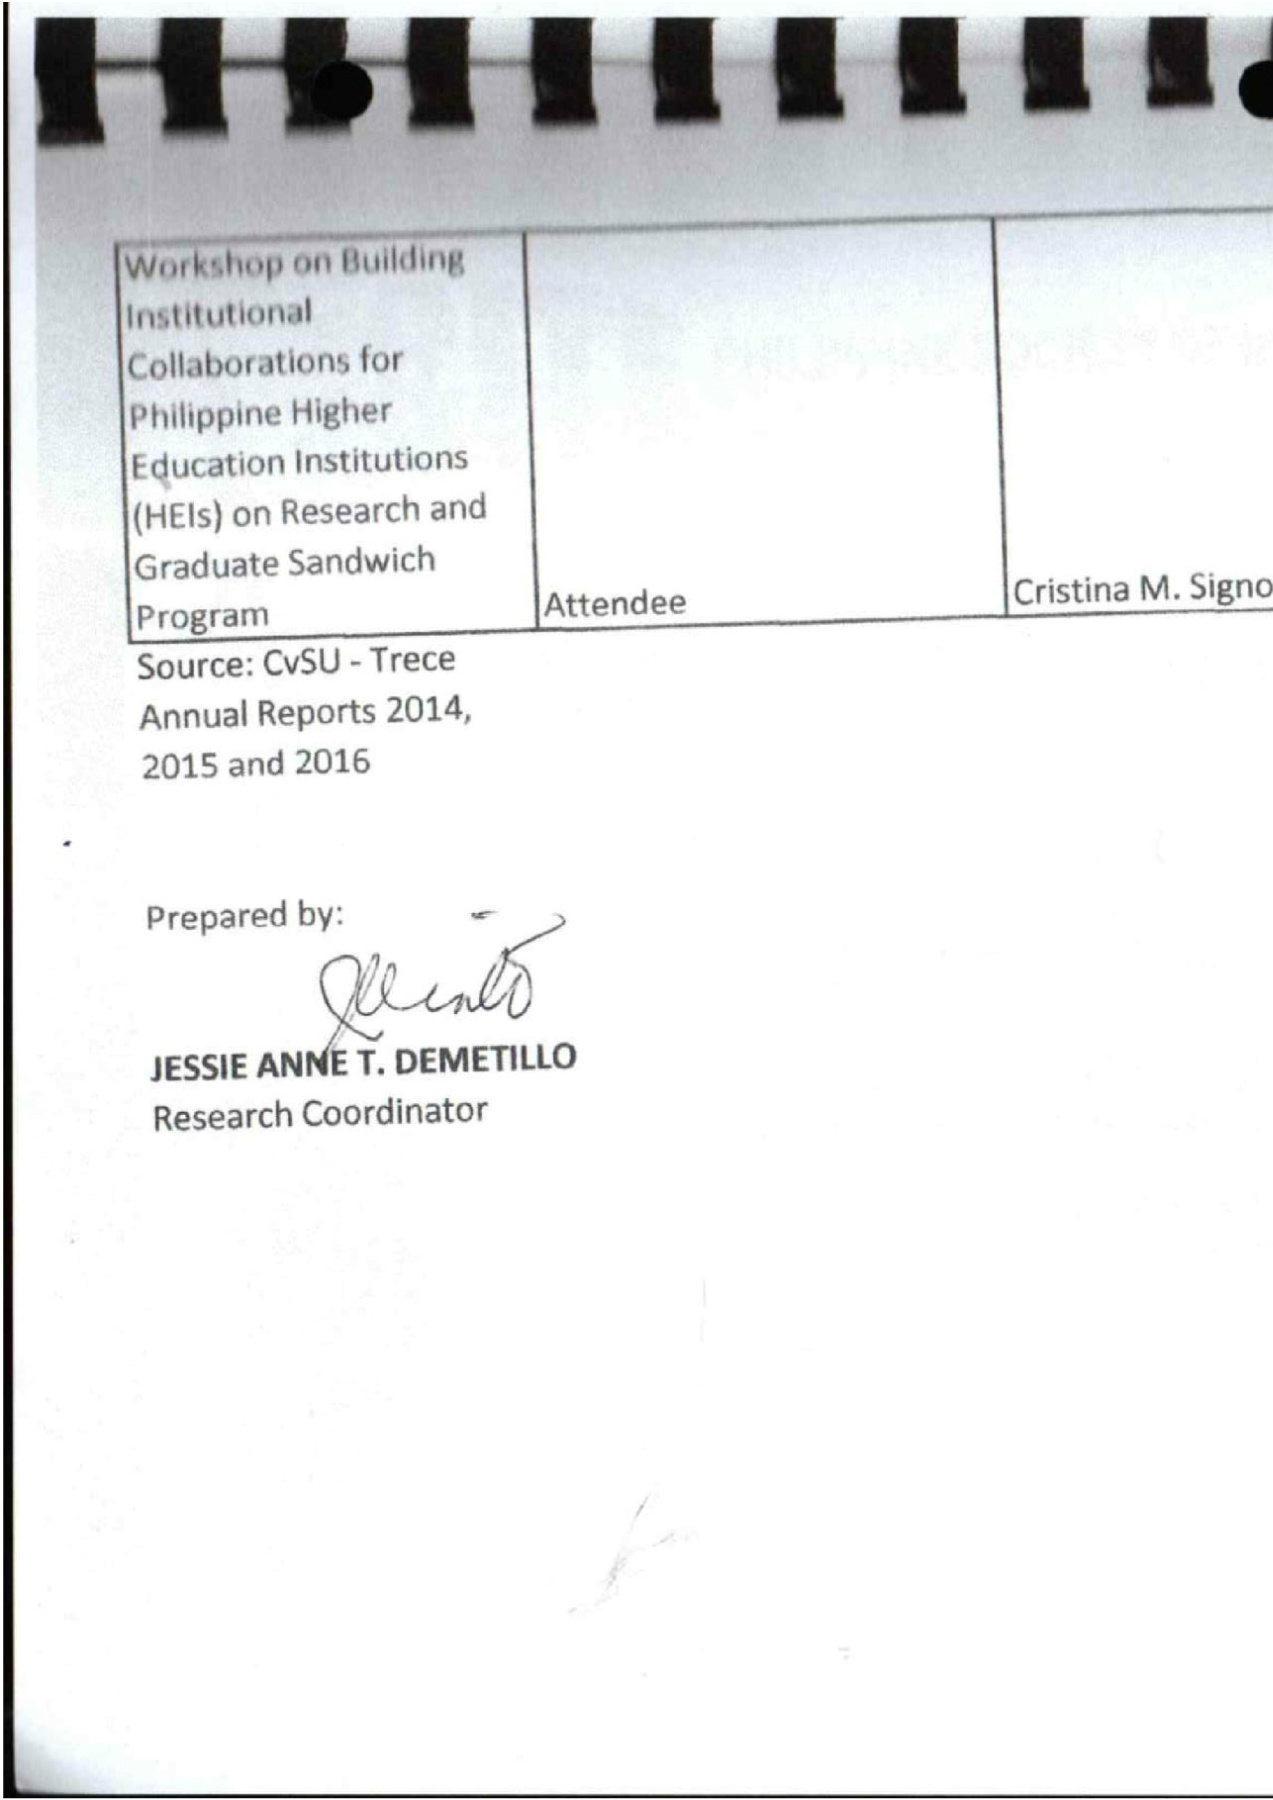 Workshop on Building
Institutional
Collaborations for
Philippine Higher
Education Institutions
(HEIs) on Research and
Graduate Sandwich
Program
Attendee
Cristina M. Signo
Source: CvSU - Trece
Annual Reports 2014,
2015 and 2016
Prepared by:
JESSIE ANNE T. DEMETILLO
Research Coordinator